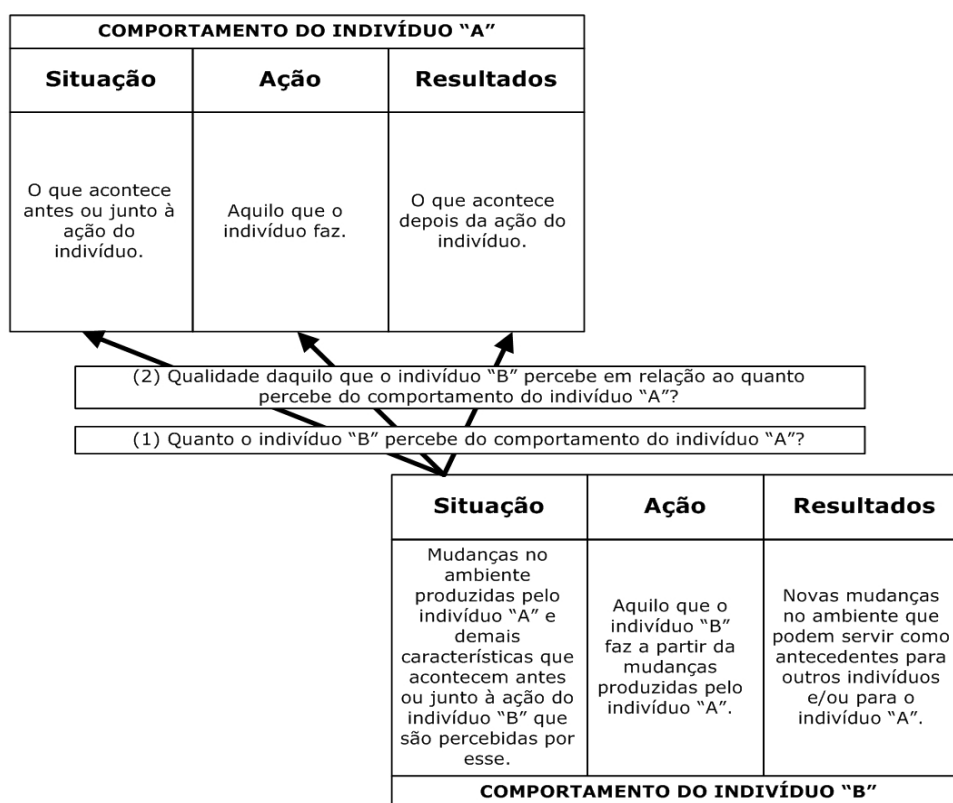 COMPORTAMENTO DO INDIVÍDUO “A”
Situação
Ação
Resultados
O que acontece
antes ou junto à
ação do
indivíduo.
Aquilo que o
indivíduo faz.
O que acontece
depois da ação do
indivíduo.
(2) Qualidade daquilo que o indivíduo “B” percebe em relação ao quanto
percebe do comportamento do indivíduo “A”?
(1) Quanto o indivíduo “B” percebe do comportamento do indivíduo “A”?
Situação
Ação
Resultados
Mudanças no
ambiente
produzidas pelo
indivíduo “A” e
demais
características que
acontecem antes
ou junto à ação do
indivíduo “B” que
são percebidas por
esse.
Aquilo que o
indivíduo “B”
faz a partir da
mudanças
produzidas pelo
indivíduo “A”.
Novas mudanças
no ambiente que
podem servir como
antecedentes para
outros indivíduos
e/ou para o
indivíduo “A”.
COMPORTAMENTO DO INDIVÍDUO “B”